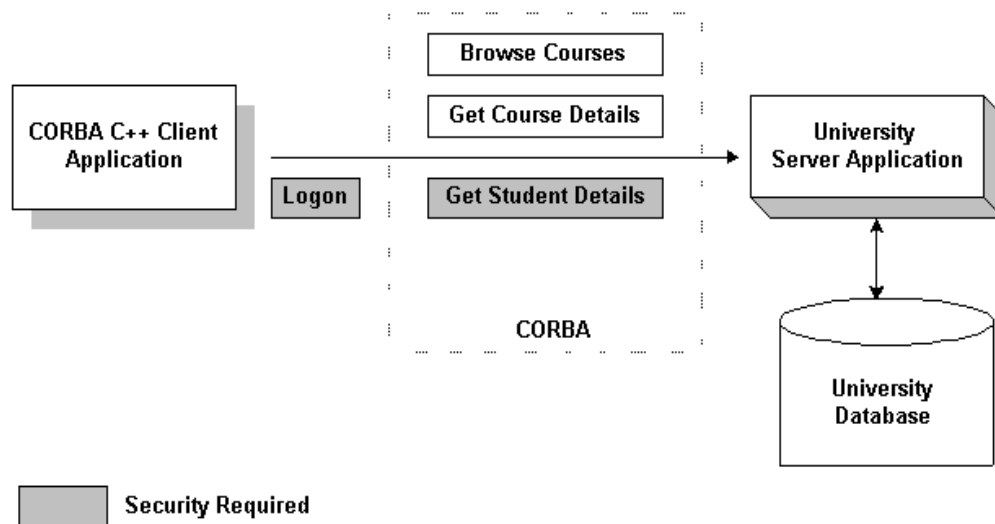 Browse Courses
CORBA C++ Client
Application
Get Course Details
University
Server Application
Logon
Get Student Details
CORBA
University
Database
Security Required